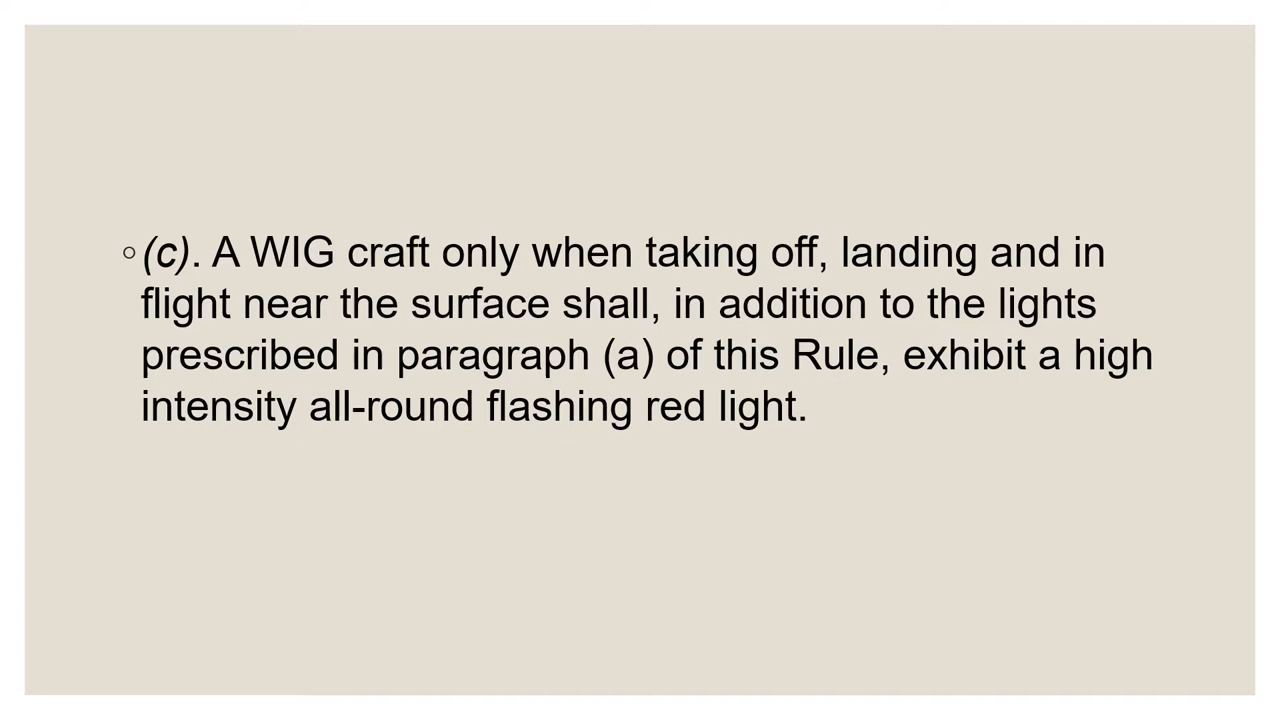 ◦(c). A WIG craft only when taking off, landing and in
flight near the surface shall, in addition to the lights
prescribed in paragraph (a) of this Rule, exhibit a high
intensity all-round flashing red light.